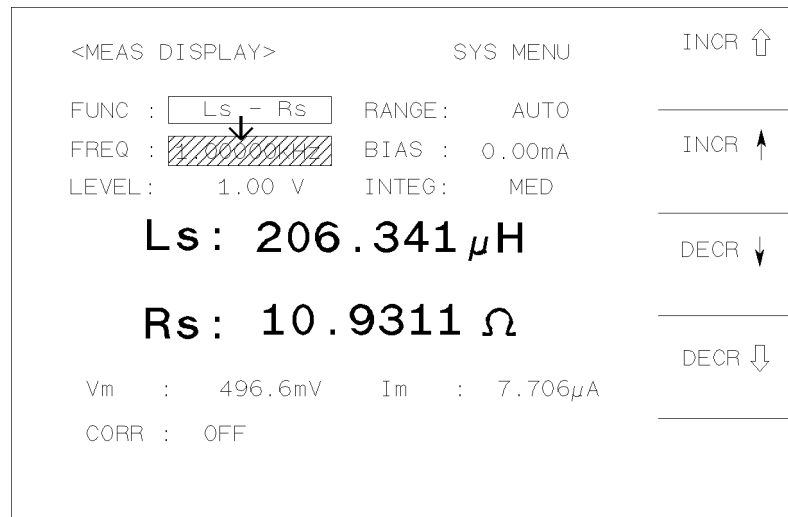 <MEAS DISPLAY> SYS MENU
INCR ⇧
FUNC : Ls - Rs RANGE: AUTO
FREQ : 1.00000KHz BIAS : 0.00mA
INCR ↑
LEVEL: 1.00 V INTEG: MED
Ls: 206.341μH
DECR ↓
Rs: 10.9311 Ω
DECR ⇩
Vm : 496.6mV Im : 7.706μA
CORR : OFF